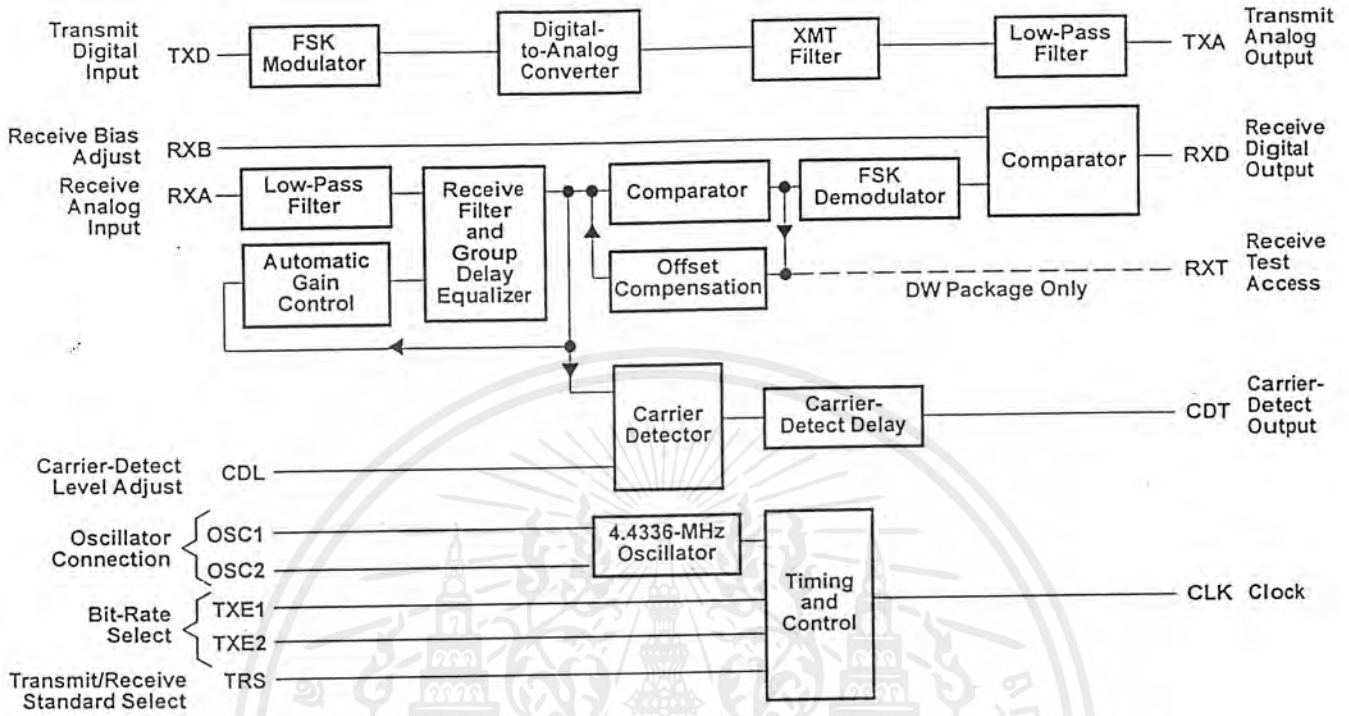 Transmit
Digital
Input
TXD
FSK
Modulator
Digital-
to-Analog
Converter
XMT
Filter
Low-Pass
Filter
TXA
Transmit
Analog
Output
Receive Bias
Adjust
RXB
Comparator
RXD
Receive
Digital
Output
Receive
Analog
Input
RXA
Low-Pass
Filter
Receive
Filter
and
Group
Delay
Equalizer
Comparator
FSK
Demodulator
Automatic
Gain
Control
Offset
Compensation
DW Package Only
RXT
Receive
Test
Access
Carrier
Detector
Carrier-
Detect Delay
CDT
Carrier-
Detect
Output
Carrier-Detect
Level Adjust
CDL
Oscillator
Connection
OSC1
OSC2
4.4336-MHz
Oscillator
Timing
and
Control
CLK Clock
Bit-Rate
Select
TXE1
TXE2
Transmit/Receive
Standard Select
TRS